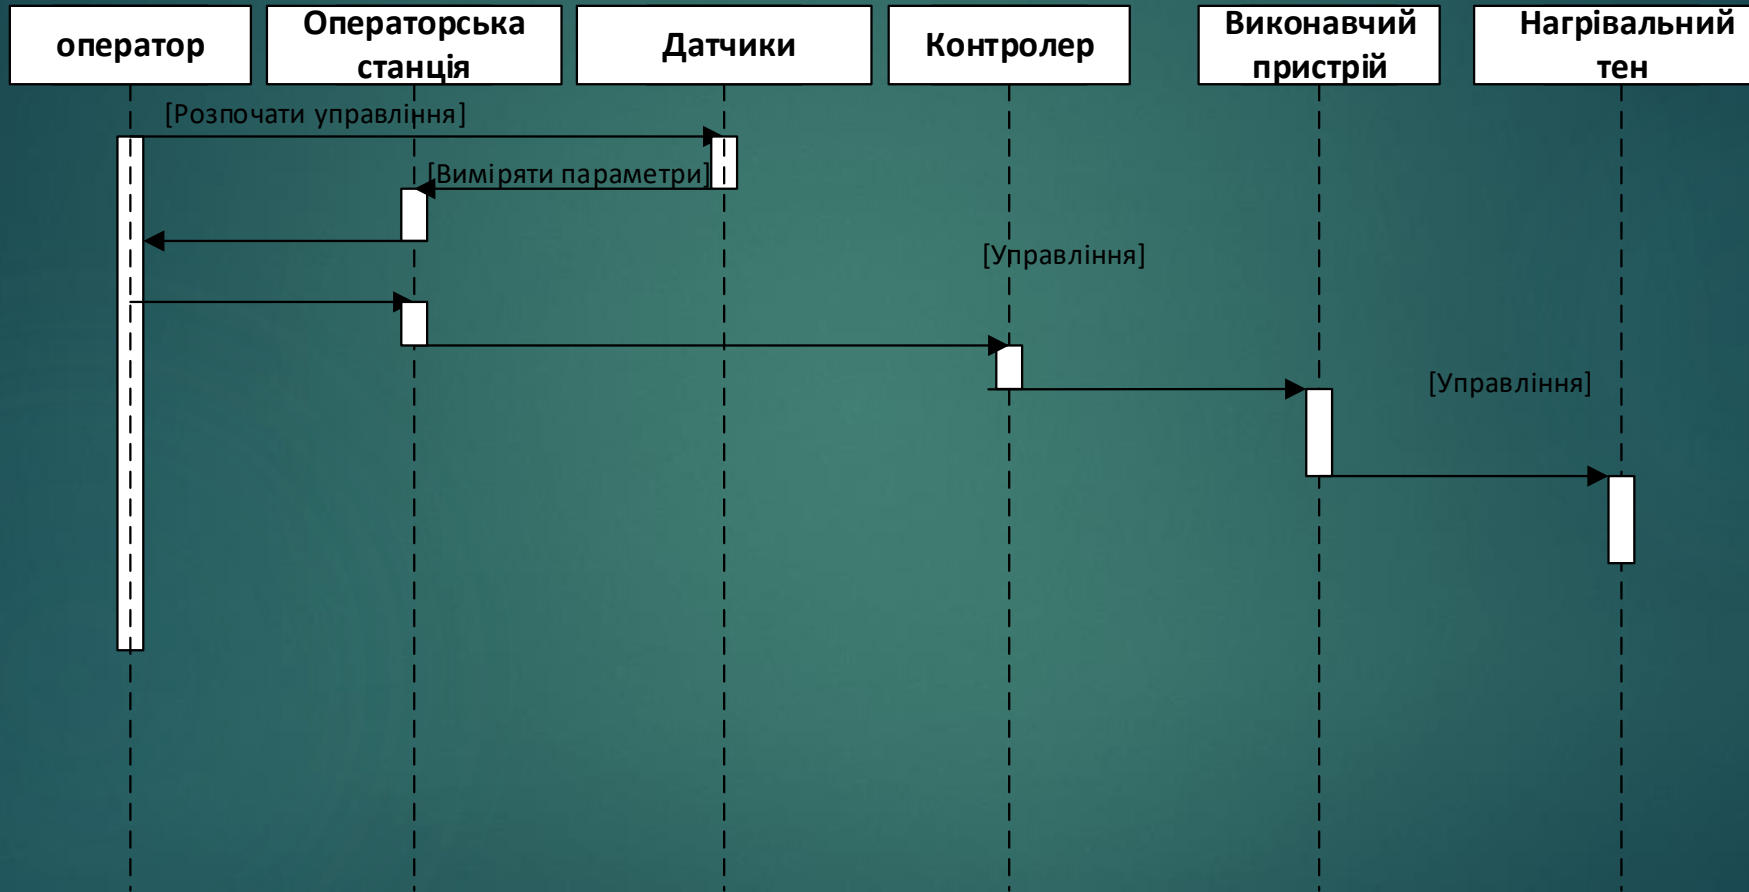 оператор
Операторська
станція
Датчики
Контролер
Виконавчий
пристрій
Нагрівальний
тен
[Розпочати управління]
[Виміряти параметри]
[Управління]
[Управління]